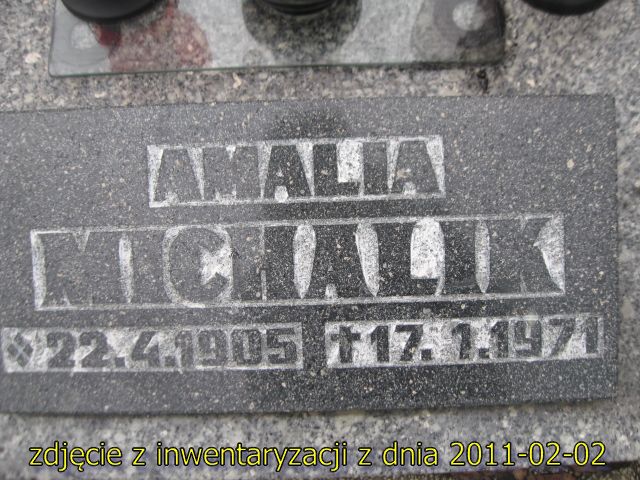 AMALIA
MICHALIK
22.4.1905 †17.1.1971
zdjęcie z inwentaryzacji z dnia 2011-02-02